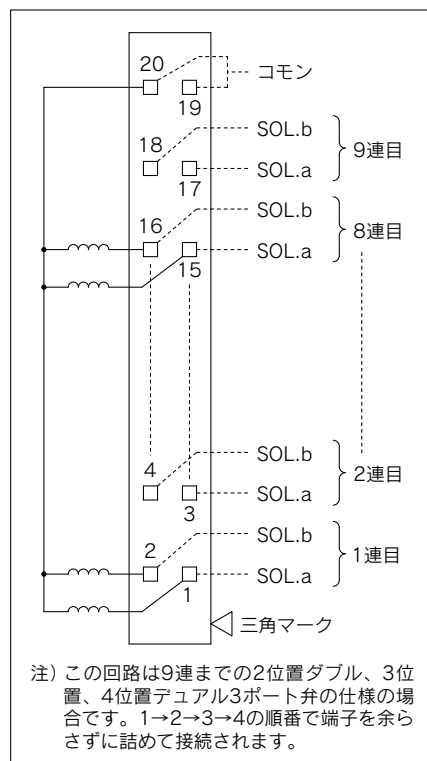 20
コモン
19
SOL.b
18
9連目
SOL.a
17
SOL.b
16
8連目
SOL.a
15
SOL.b
4
2連目
SOL.a
3
SOL.b
2
1連目
SOL.a
1
三角マーク
注）この回路は9連までの2位置ダブル、3位
置、4位置デュアル3ポート弁の仕様の場
合です。1→2→3→4の順番で端子を余ら
さずに詰めて接続されます。